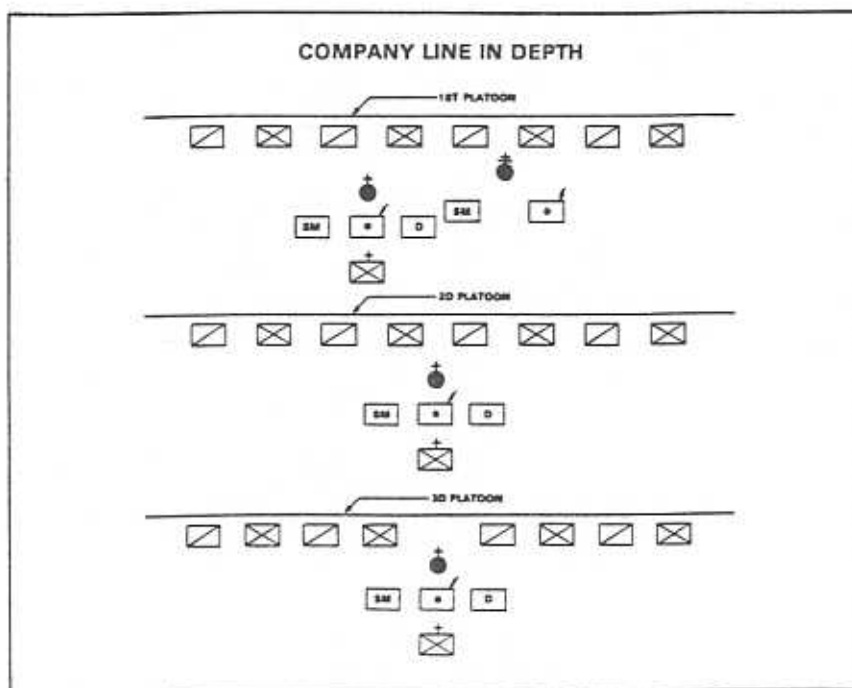 COMPANY LINE IN DEPTH
1ST PLATOON
SM
D
SM
2D PLATOON
SM
D
3D PLATOON
SM
D